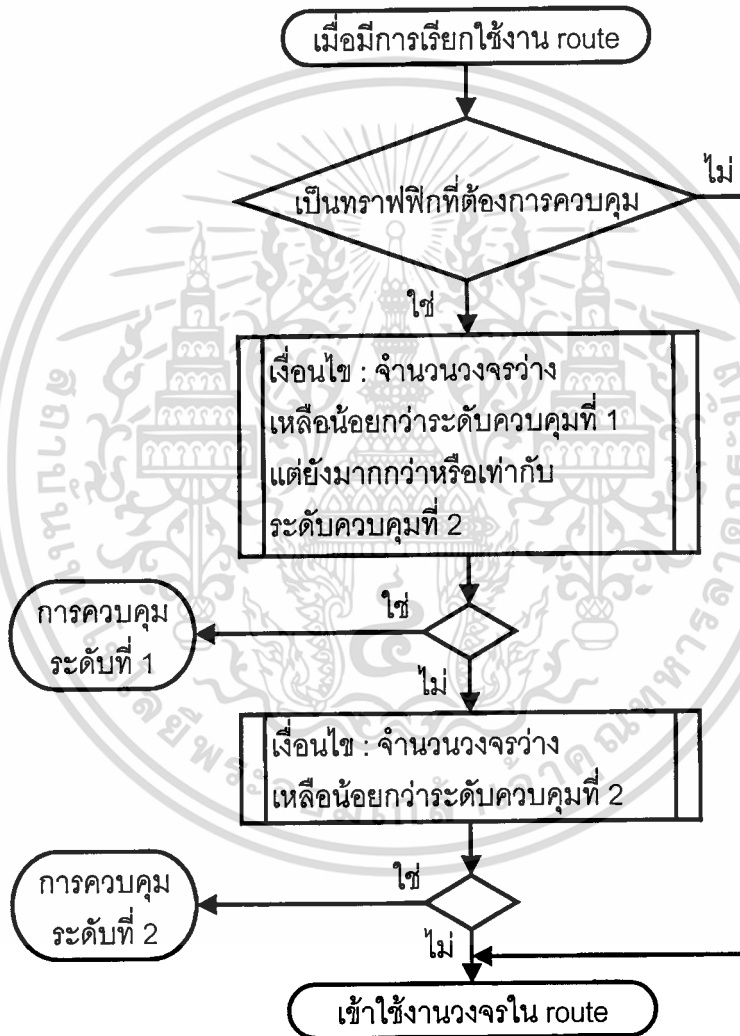 เมื่อมีการเรียกใช้งาน route
เป็นทราฟฟิกที่ต้องการควบคุม
ไม่
ใช่
เงื่อนไข : จำนวนวงจรว่าง
เหลือน้อยกว่าระดับควบคุมที่ 1
แต่ยังมากกว่าหรือเท่ากับ
ระดับควบคุมที่ 2
ใช่
การควบคุม
ระดับที่ 1
ไม่
เงื่อนไข : จำนวนวงจรว่าง
เหลือน้อยกว่าระดับควบคุมที่ 2
ใช่
การควบคุม
ระดับที่ 2
ไม่
เข้าใช้งานวงจรใน route